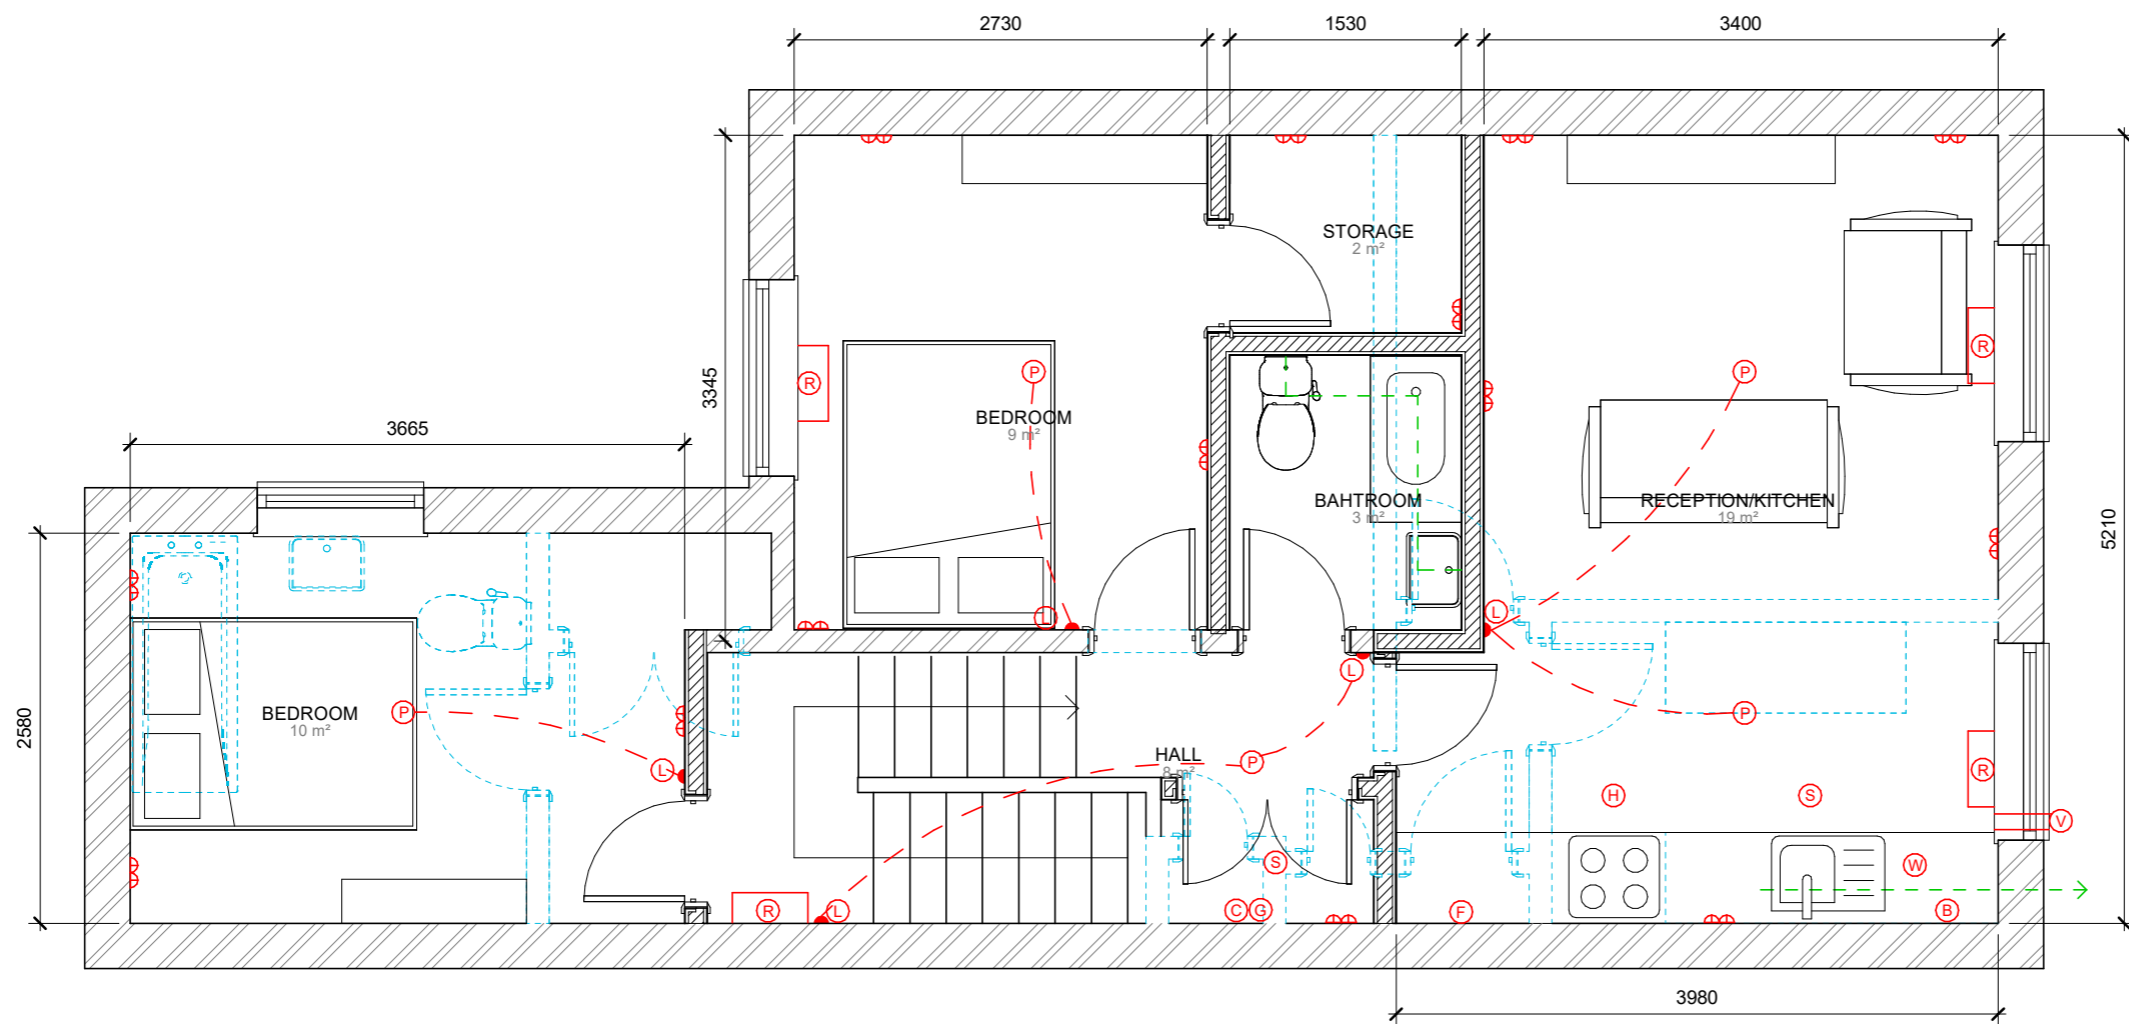 2730
1530
3400
STORAGE
2 m²
R
P
R
P
3345
BEDROOM
9 m²
3665
BAHTROOM
3 m²
RECEPTION/KITCHEN
19 m²
5210
L
L
L
2580
BEDROOM
10 m²
P
P
L
HALL
8 m²
P
R
H
S
V
S
W
R
L
C
G
F
B
3980